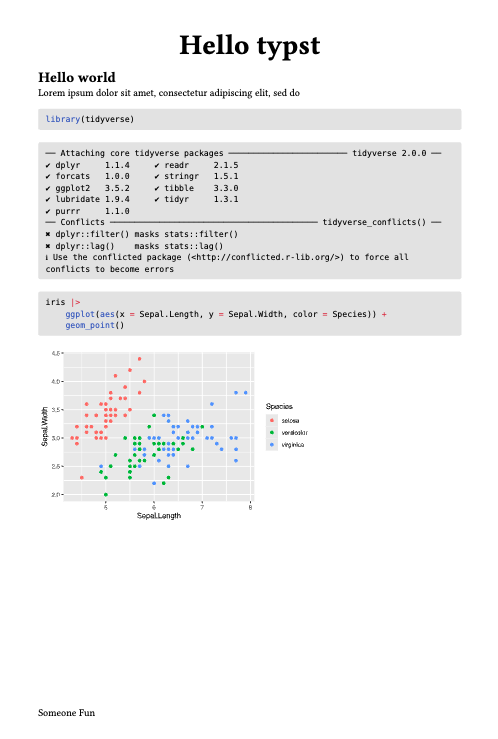 Hello typst
Hello world
Lorem ipsum dolor sit amet, consectetur adipiscing elit, sed do
library(tidyverse)
── Attaching core tidyverse packages ──────────────────────── tidyverse 2.0.0 ──
✔ dplyr     1.1.4     ✔ readr     2.1.5
✔ forcats   1.0.0     ✔ stringr   1.5.1
✔ ggplot2   3.5.2     ✔ tibble    3.3.0
✔ lubridate 1.9.4     ✔ tidyr     1.3.1
✔ purrr     1.1.0
── Conflicts ────────────────────────────────────────── tidyverse_conflicts() ──
✖ dplyr::filter() masks stats::filter()
✖ dplyr::lag()    masks stats::lag()
ℹ Use the conflicted package (<http://conflicted.r-lib.org/>) to force all
conflicts to become errors
iris |>
    ggplot(aes(x = Sepal.Length, y = Sepal.Width, color = Species)) +
    geom_point()
4.5
4.0
3.5
3.0
2.5
2.0
Sepal.Width
5 6 7 8
Sepal.Length
Species
setosa
versicolor
virginica
Someone Fun